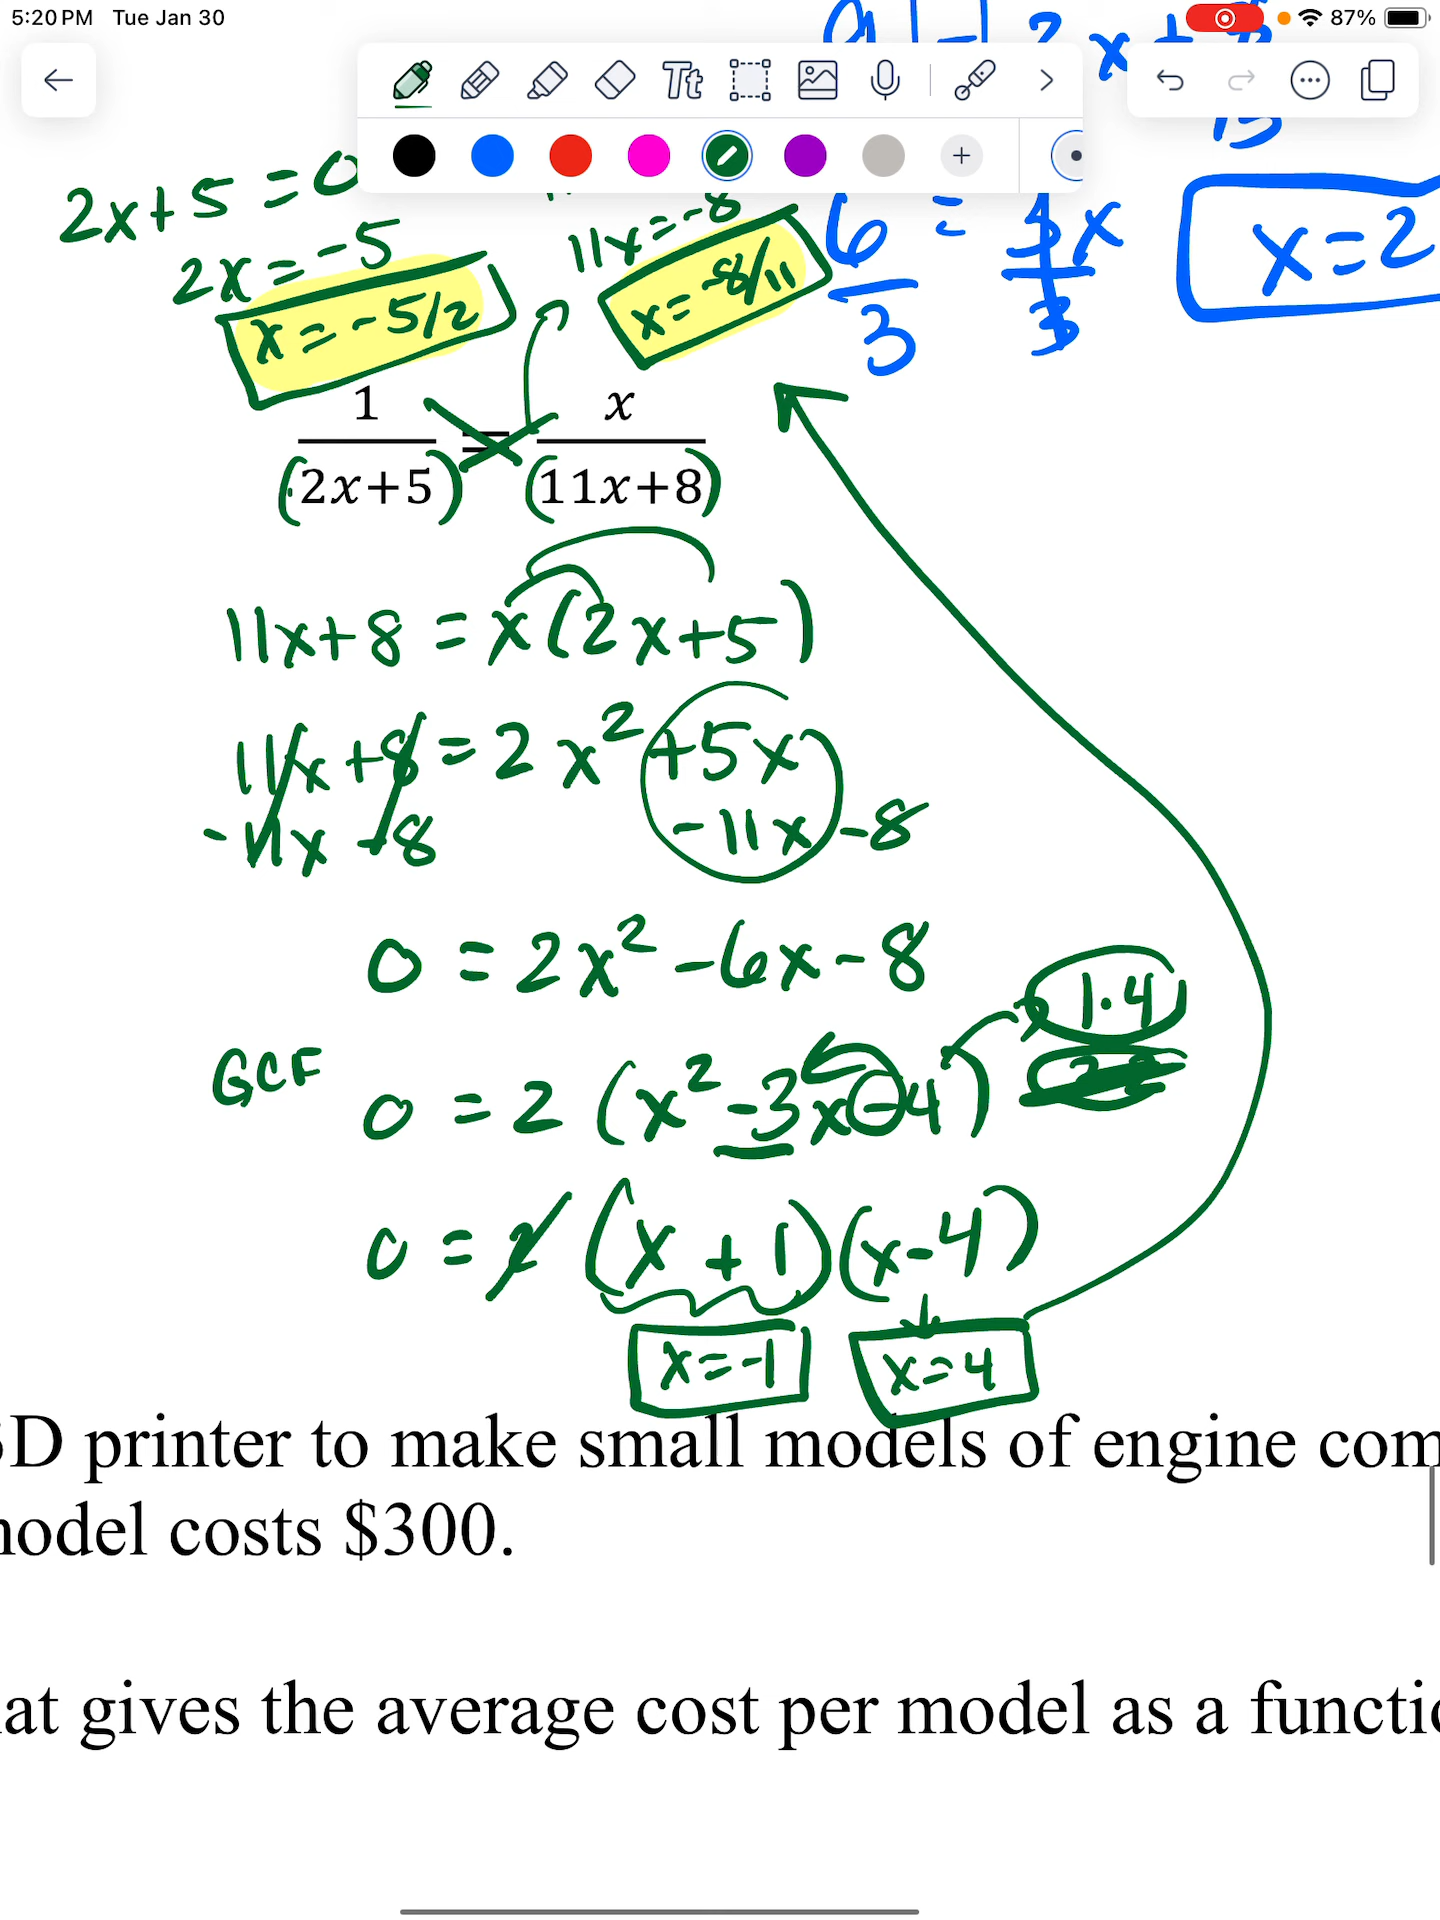 5:20 PM Tue Jan 30
87%
Tt
2x+5=0
2x=-5
x=-5/2
11x=-8
x=-8/11
6 = 3x
3 3
x=2
1/(2x+5) = x/(11x+8)
11x+8 = x(2x+5)
11x+8=2x²+5x
-11x -8 -11x-8
0 = 2x²-6x-8
1·4
GCF 0 = 2(x²-3x-4)
0 = 2(x+1)(x-4)
x=-1 x=4
D printer to make small models of engine com
odel costs $300.
at gives the average cost per model as a functi